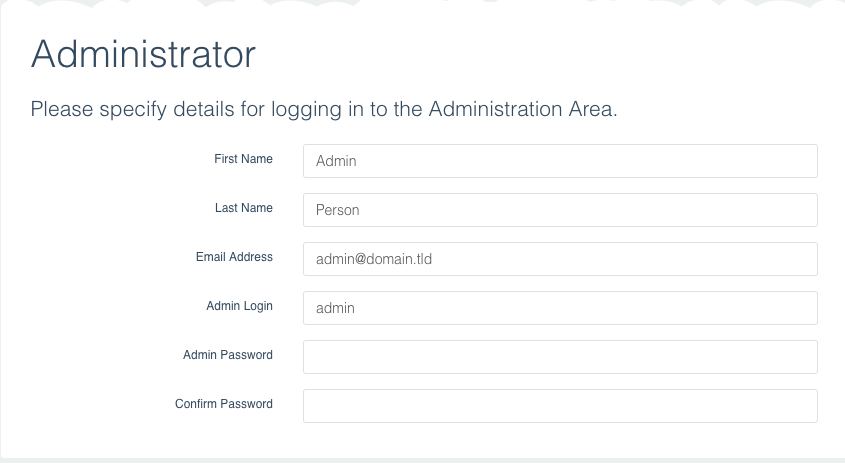 Administrator
Please specify details for logging in to the Administration Area.
First Name Admin
Last Name Person
Email Address admin@domain.tld
Admin Login admin
Admin Password
Confirm Password